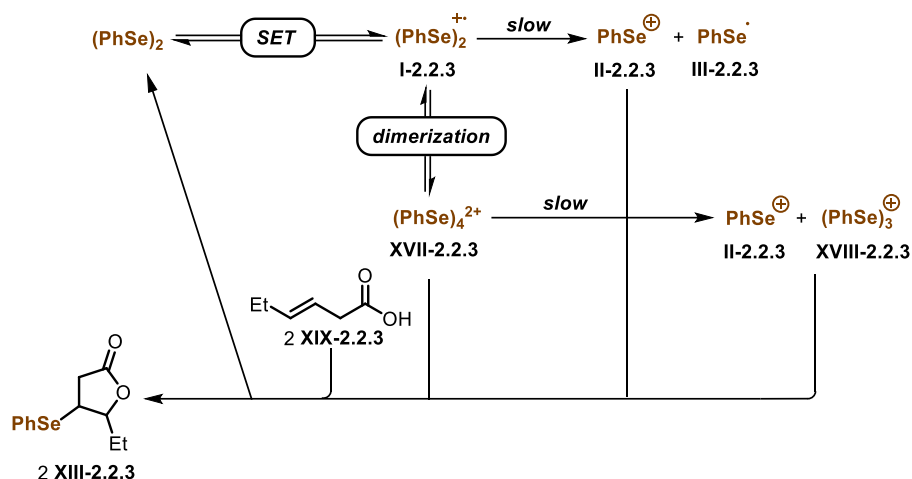 (PhSe)₂ SET (PhSe)₂⁺· slow PhSe⊕ + PhSe·
I-2.2.3 II-2.2.3 III-2.2.3
dimerization
(PhSe)₄²⁺ slow PhSe⊕ + (PhSe)₃⊕
XVII-2.2.3 II-2.2.3 XVIII-2.2.3
O
Et OH
2 XIX-2.2.3
O
O
PhSe
Et
2 XIII-2.2.3